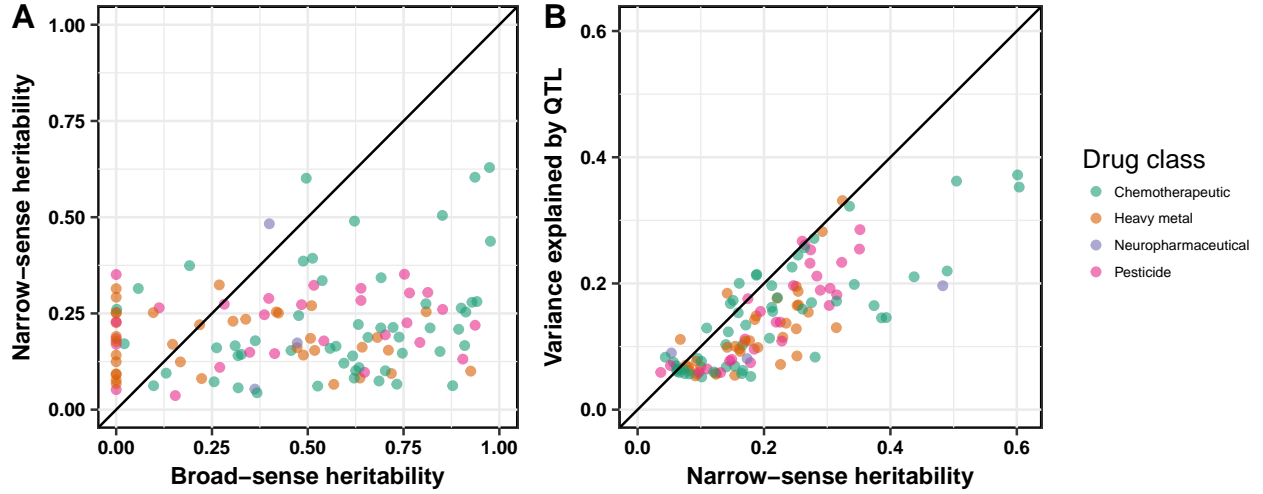 A
Narrow−sense heritability
1.00
0.75
0.50
0.25
0.00
0.00 0.25 0.50 0.75 1.00
Broad−sense heritability
B
Variance explained by QTL
0.6
0.4
0.2
0.0
0.0 0.2 0.4 0.6
Narrow−sense heritability
Drug class
Chemotherapeutic
Heavy metal
Neuropharmaceutical
Pesticide